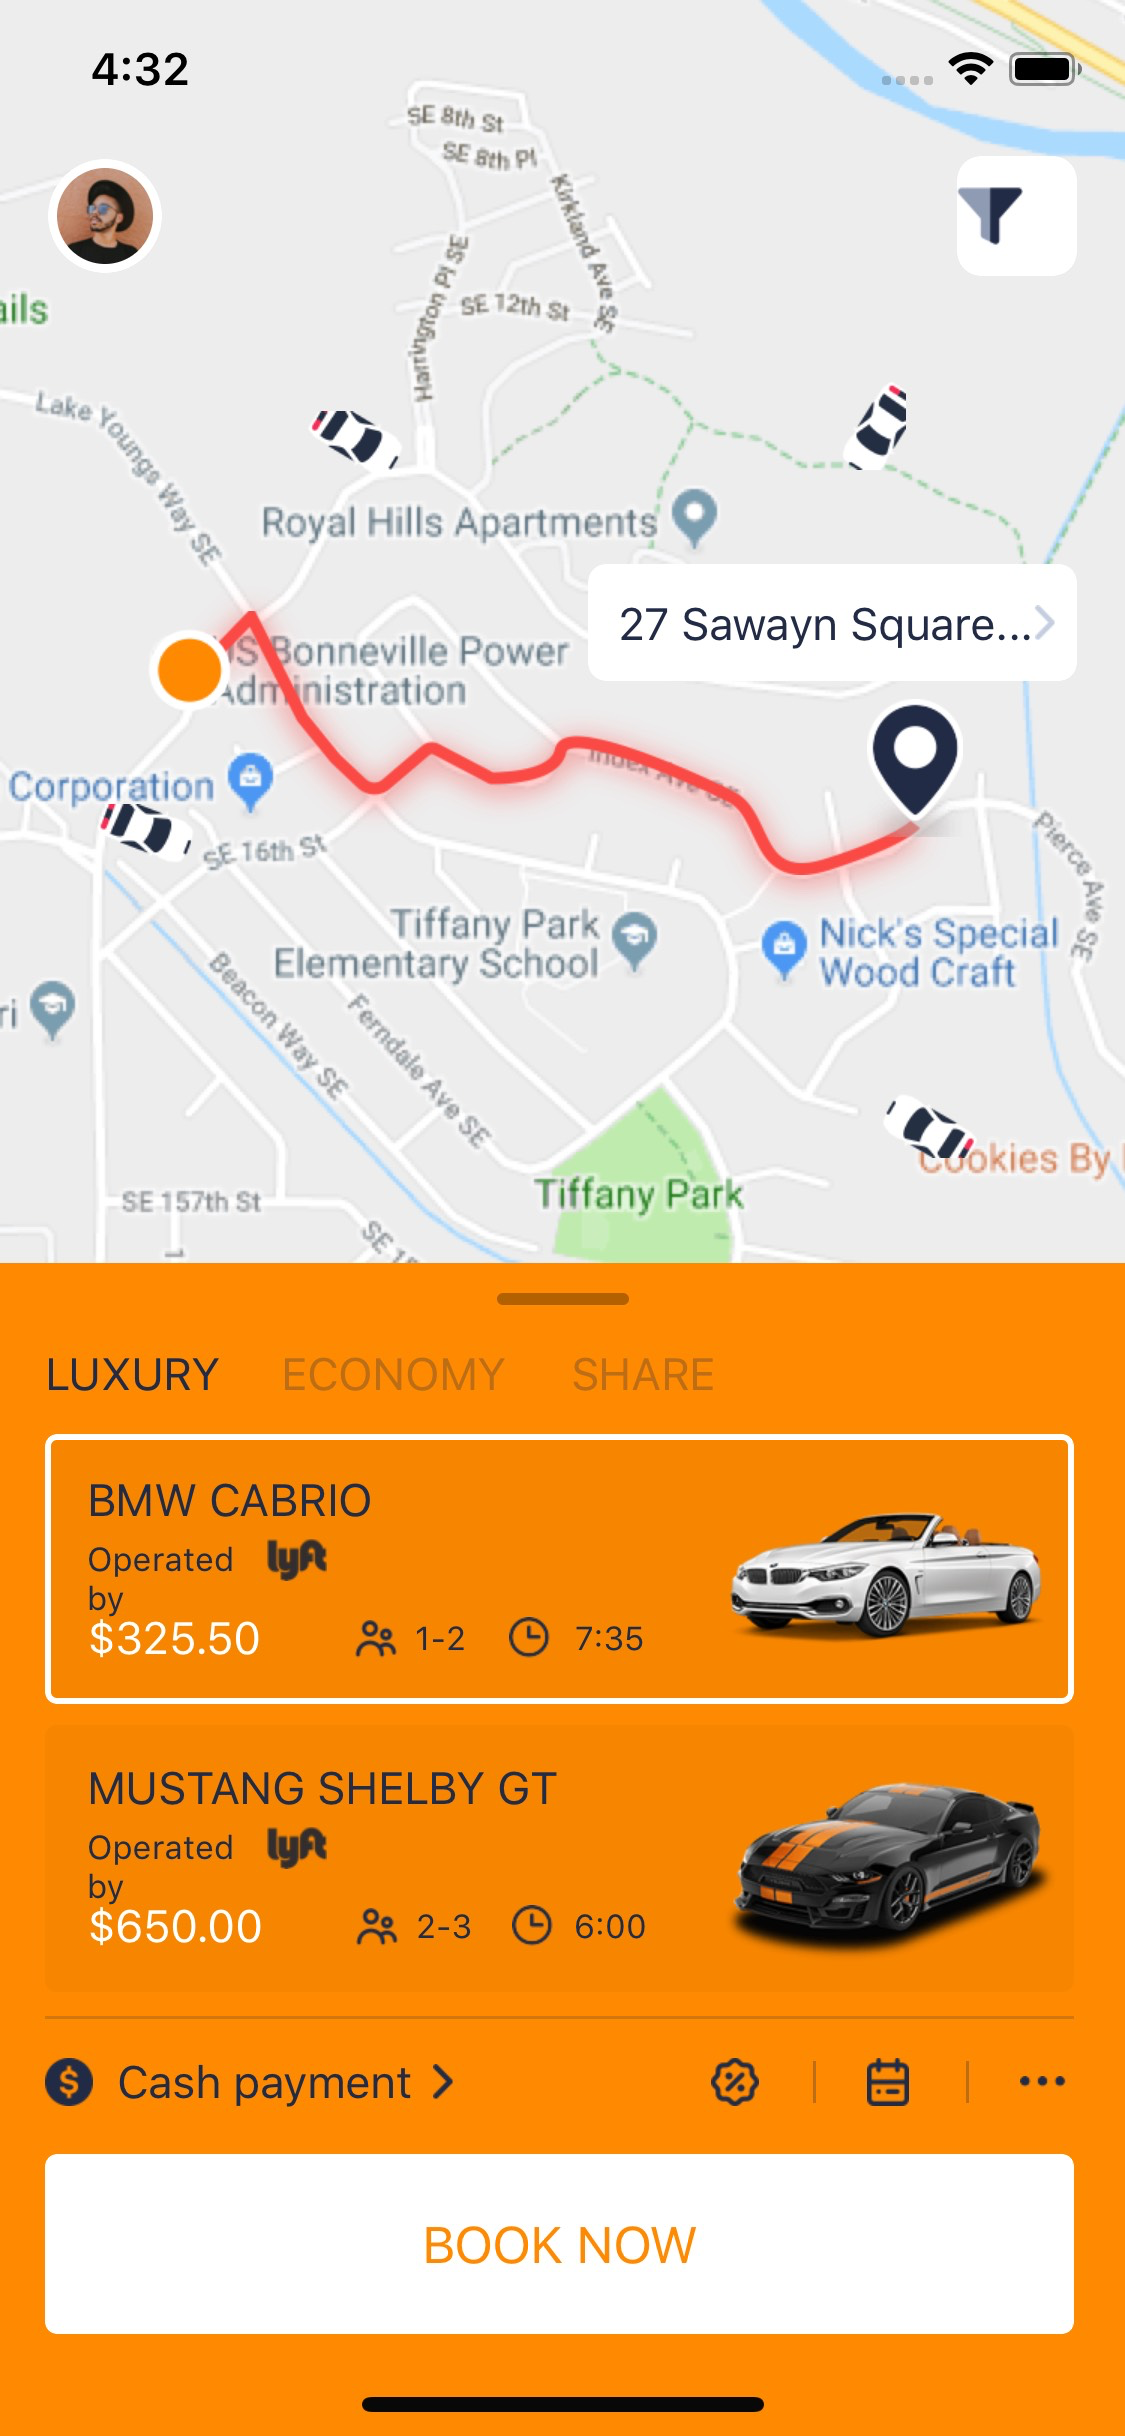 4:32
SE 8th St
SE 8th Pl
Kirkland Ave SE
Harrington Pl SE
SE 12th St
ails
Lake Youngs Way SE
Royal Hills Apartments
27 Sawayn Square...
US Bonneville Power
Administration
Index Ave SE
Corporation
SE 16th St
Pierce Ave SE
Tiffany Park
Elementary School
Nick's Special
Wood Craft
ri
Beacon Way SE
Ferndale Ave SE
Cookies By
Tiffany Park
SE 157th St
LUXURY ECONOMY SHARE
BMW CABRIO
Operated
by
lyft
$325.50 1-2 7:35
MUSTANG SHELBY GT
Operated
by
lyft
$650.00 2-3 6:00
Cash payment
BOOK NOW